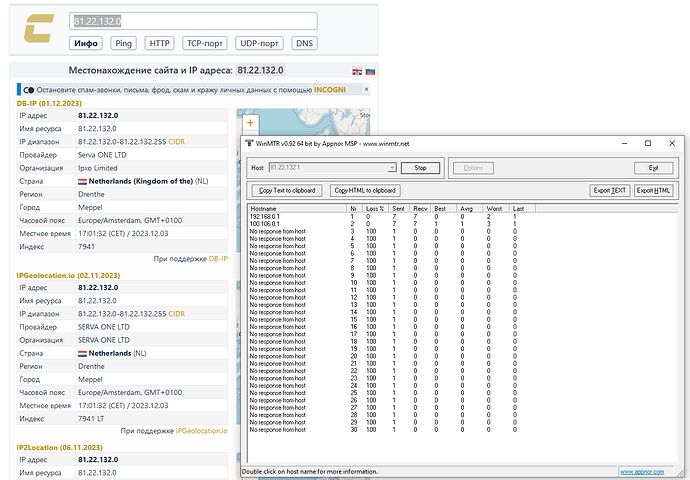 81.22.132.0
Инфо Ping HTTP TCP-порт UDP-порт DNS
Местонахождение сайта и IP адреса: 81.22.132.0
Остановите спам-звонки, письма, фрод, скам и кражу личных данных с помощью INCOGNI ×
DB-IP (01.12.2023)
IP адрес 81.22.132.0
Имя ресурса 81.22.132.0
IP диапазон 81.22.132.0-81.22.132.255 CIDR
Провайдер Serva ONE LTD
Организация Ipxo Limited
Страна Netherlands (Kingdom of the) (NL)
Регион Drenthe
Город Meppel
Часовой пояс Europe/Amsterdam, GMT+0100
Местное время 17:01:32 (CET) / 2023.12.03
Индекс 7941
При поддержке DB-IP
IPGeolocation.io (02.11.2023)
IP адрес 81.22.132.0
Имя ресурса 81.22.132.0
IP диапазон 81.22.132.0-81.22.132.255 CIDR
Провайдер SERVA ONE LTD
Организация SERVA ONE LTD
Страна Netherlands (NL)
Регион Drenthe
Город Meppel
Часовой пояс Europe/Amsterdam, GMT+0100
Местное время 17:01:32 (CET) / 2023.12.03
Индекс 7941 LT
При поддержке IPGeolocation.io
IP2Location (06.11.2023)
IP адрес 81.22.132.0
Имя ресурса 81.22.132.0
+
WinMTR v0.92 64 bit by Appnor MSP - www.winmtr.net
Host: 81.22.132.1 Stop Options Exit
Copy Text to clipboard Copy HTML to clipboard Export TEXT Export HTML
Hostname Nr Loss % Sent Recv Best Avrg Worst Last
192.168.0.1 1 0 7 7 0 0 2 1
100.106.0.1 2 0 7 7 1 1 3 1
No response from host 3 100 1 0 0 0 0 0
No response from host 4 100 1 0 0 0 0 0
No response from host 5 100 1 0 0 0 0 0
No response from host 6 100 1 0 0 0 0 0
No response from host 7 100 1 0 0 0 0 0
No response from host 8 100 1 0 0 0 0 0
No response from host 9 100 1 0 0 0 0 0
No response from host 10 100 1 0 0 0 0 0
No response from host 11 100 1 0 0 0 0 0
No response from host 12 100 1 0 0 0 0 0
No response from host 13 100 1 0 0 0 0 0
No response from host 14 100 1 0 0 0 0 0
No response from host 15 100 1 0 0 0 0 0
No response from host 16 100 1 0 0 0 0 0
No response from host 17 100 1 0 0 0 0 0
No response from host 18 100 1 0 0 0 0 0
No response from host 19 100 1 0 0 0 0 0
No response from host 20 100 1 0 0 0 0 0
No response from host 21 100 1 0 0 0 0 0
No response from host 22 100 1 0 0 0 0 0
No response from host 23 100 1 0 0 0 0 0
No response from host 24 100 1 0 0 0 0 0
No response from host 25 100 1 0 0 0 0 0
No response from host 26 100 1 0 0 0 0 0
No response from host 27 100 1 0 0 0 0 0
No response from host 28 100 1 0 0 0 0 0
No response from host 29 100 1 0 0 0 0 0
No response from host 30 100 1 0 0 0 0 0
Double click on host name for more information. www.appnor.com